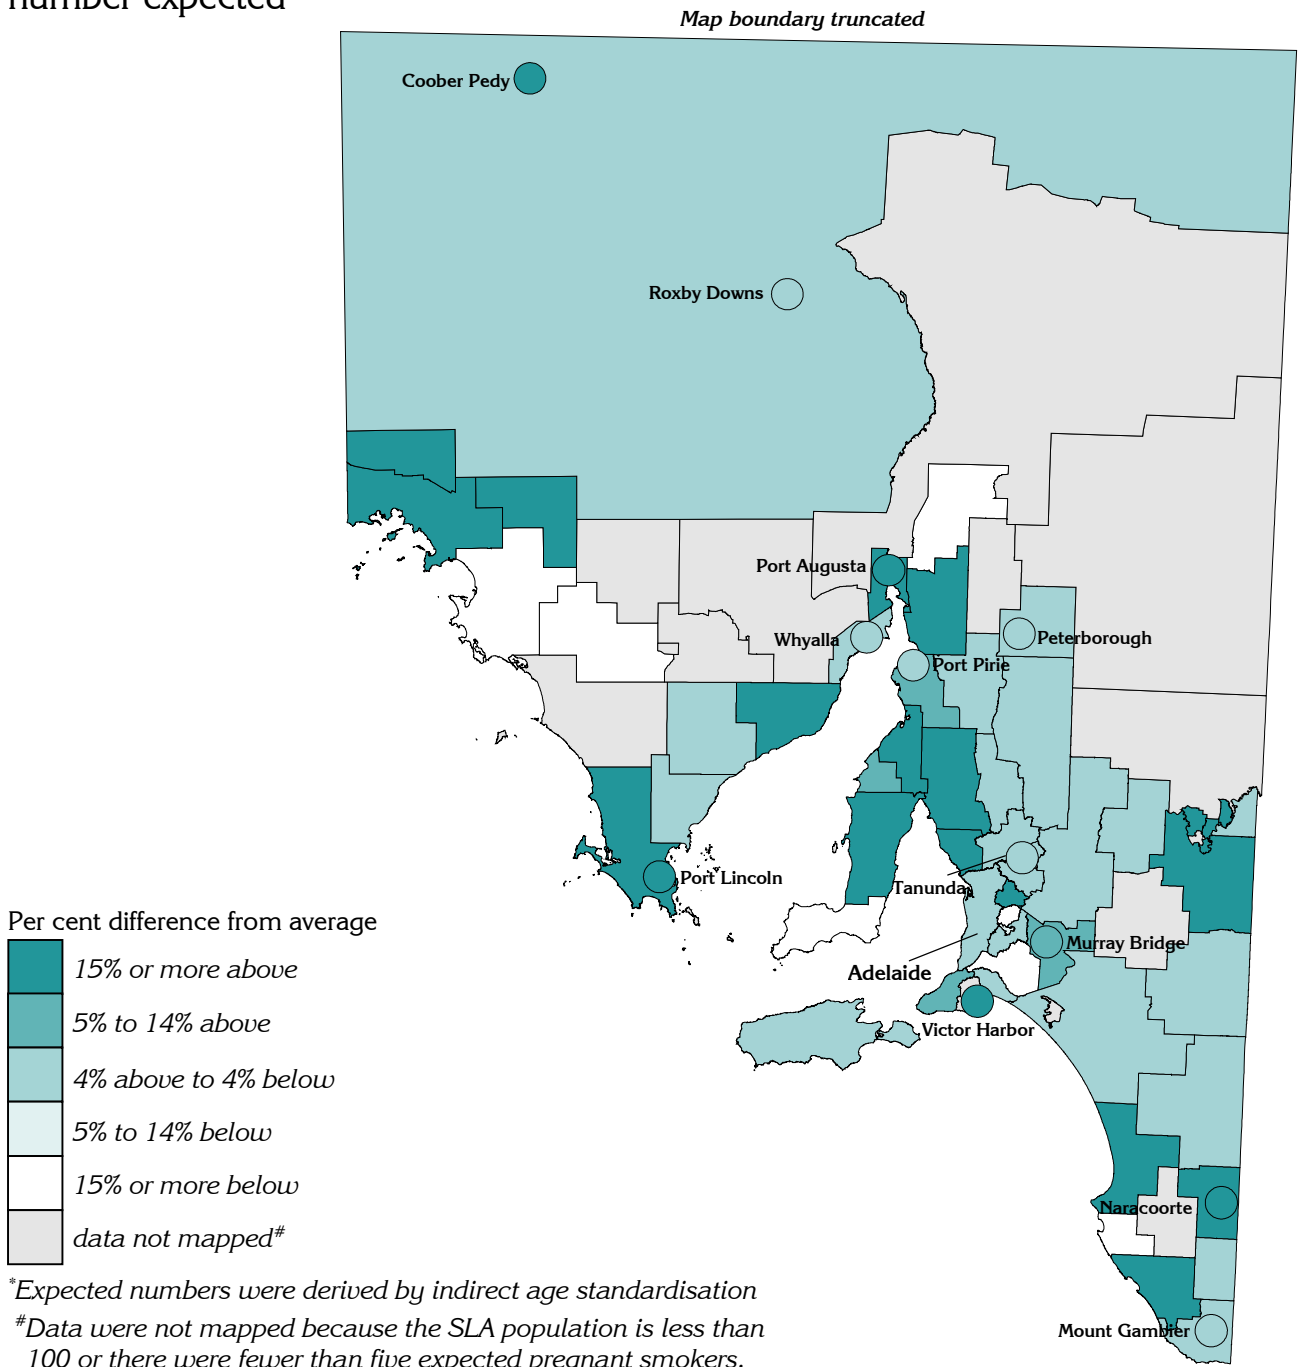 number expected
Map boundary truncated
Coober Pedy
Roxby Downs
Port Augusta
Whyalla
Peterborough
Port Pirie
Port Lincoln
Tanunda
Murray Bridge
Adelaide
Victor Harbor
Naracoorte
Mount Gambier
Per cent difference from average
15% or more above
5% to 14% above
4% above to 4% below
5% to 14% below
15% or more below
data not mapped#
*Expected numbers were derived by indirect age standardisation
#Data were not mapped because the SLA population is less than
100 or there were fewer than five expected pregnant smokers.